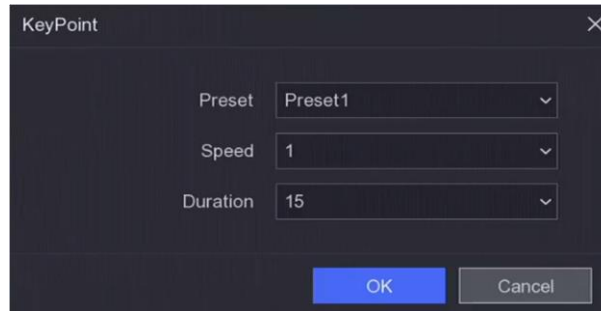 KeyPoint
Preset Preset1
Speed 1
Duration 15
OK Cancel